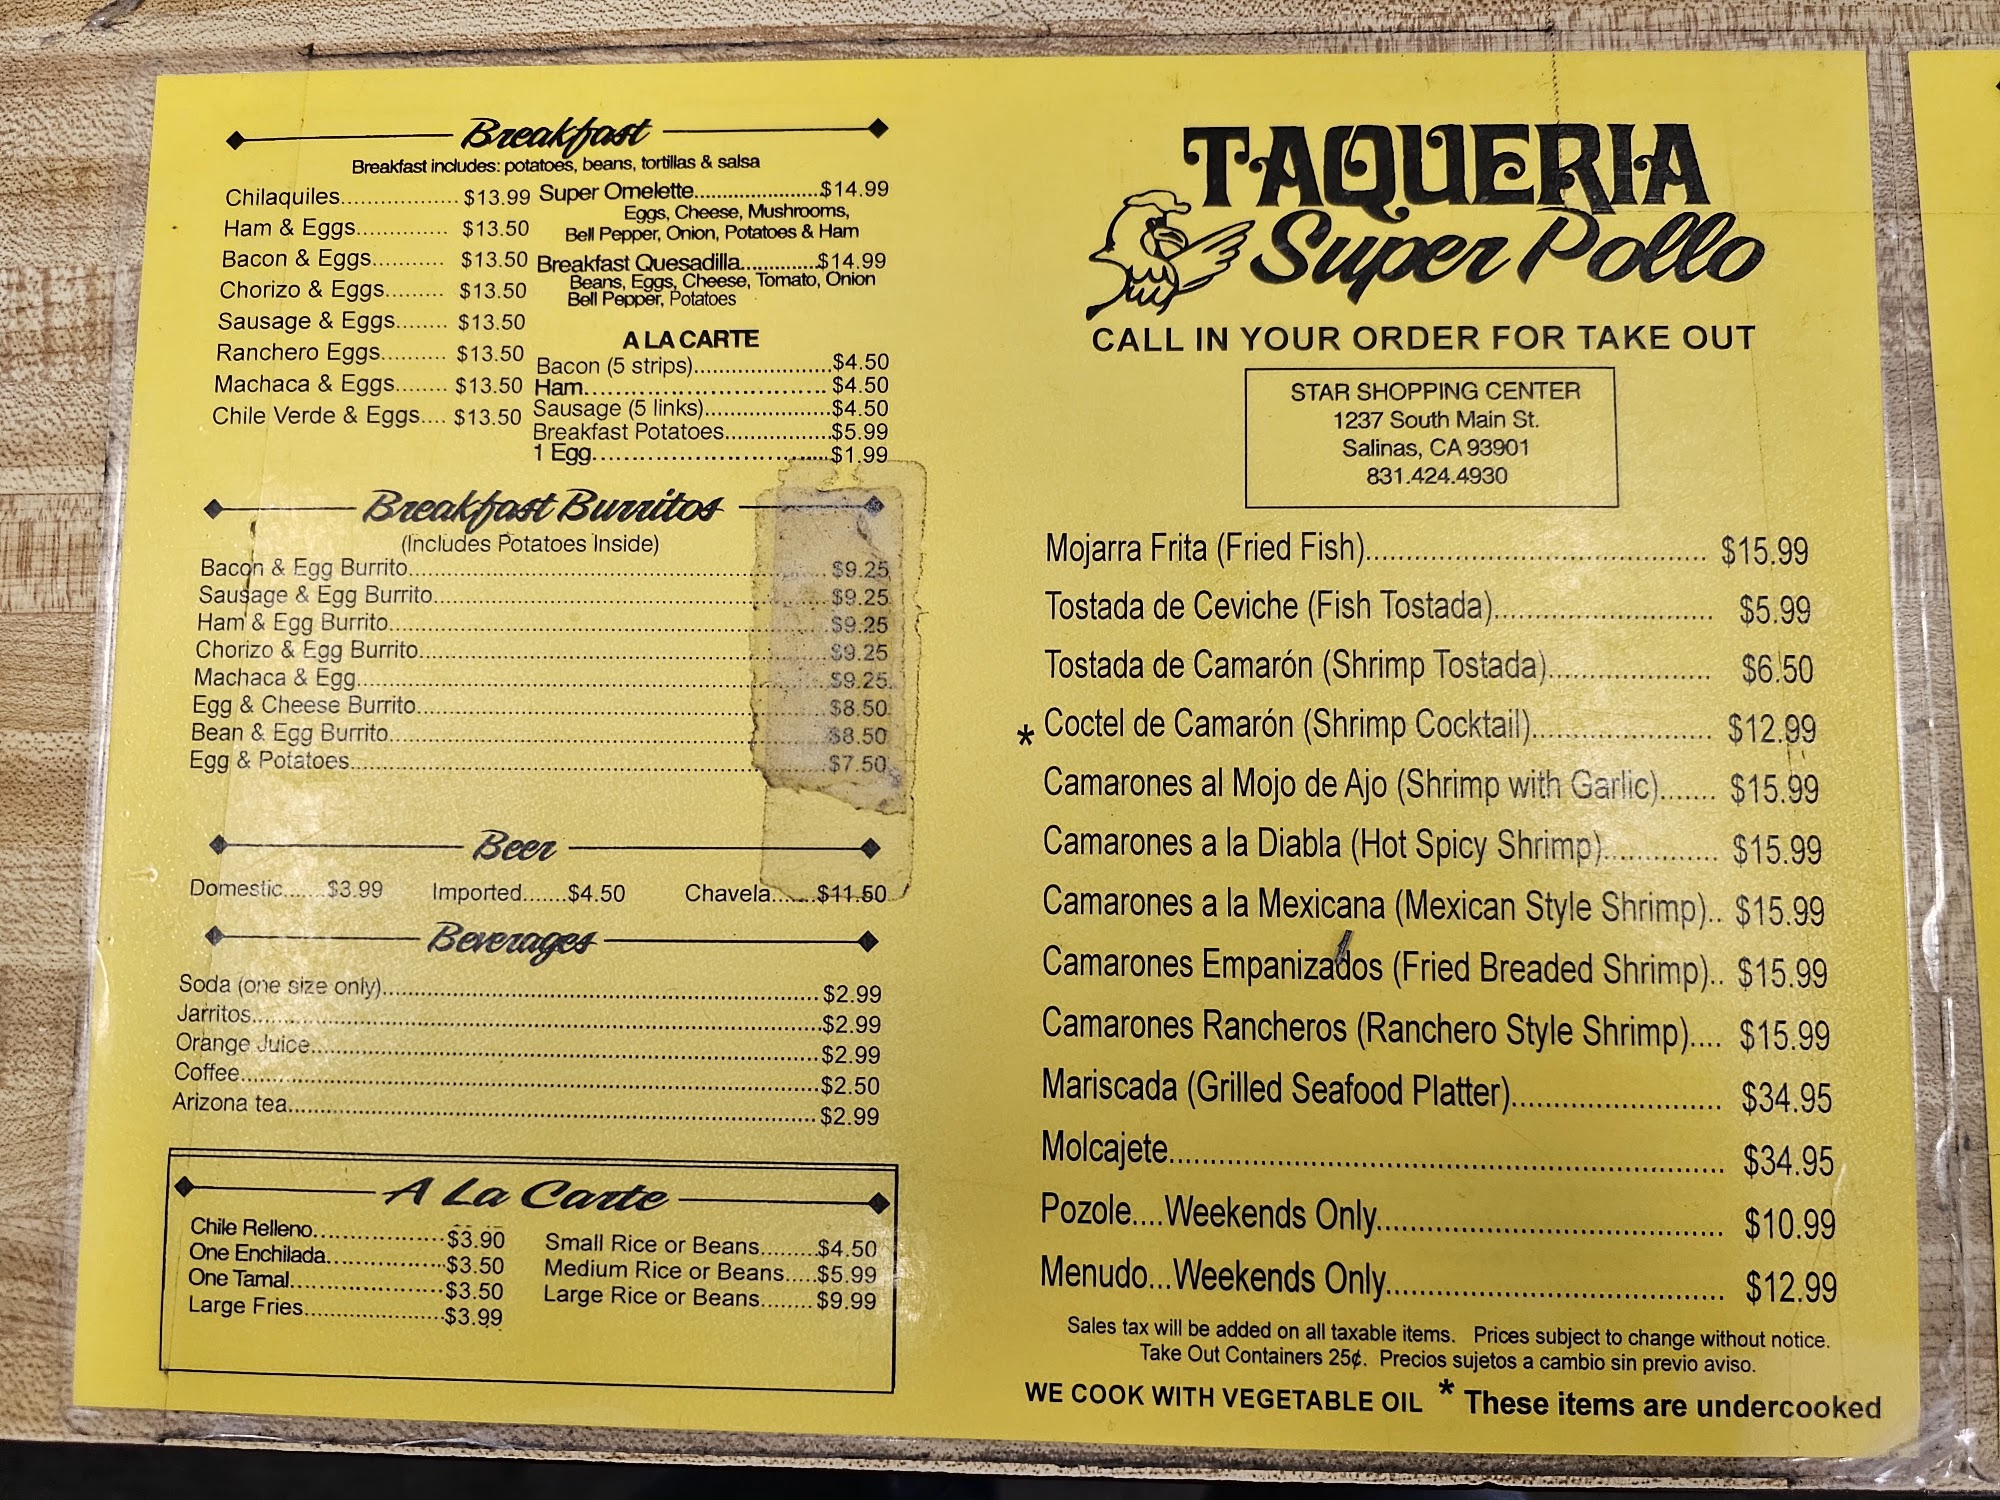 Breakfast
Breakfast includes: potatoes, beans, tortillas & salsa
Chilaquiles................... $13.99
Ham & Eggs.............. $13.50
Bacon & Eggs........... $13.50
Chorizo & Eggs......... $13.50
Sausage & Eggs........ $13.50
Ranchero Eggs.......... $13.50
Machaca & Eggs........ $13.50
Chile Verde & Eggs.... $13.50
Super Omelette.......................$14.99
Eggs, Cheese, Mushrooms,
Bell Pepper, Onion, Potatoes & Ham
Breakfast Quesadilla..............$14.99
Beans, Eggs, Cheese, Tomato, Onion
Bell Pepper, Potatoes
A LA CARTE
Bacon (5 strips).......................$4.50
Ham.............................. $4.50
Sausage (5 links).....................$4.50
Breakfast Potatoes..................$5.99
1 Egg..............................$1.99
Breakfast Burritos
(Includes Potatoes Inside)
Bacon & Egg Burrito.......................................... $9.25
Sausage & Egg Burrito....................................... $9.25
Ham & Egg Burrito............................................. $9.25
Chorizo & Egg Burrito......................................... $9.25
Machaca & Egg.................................................. $9.25
Egg & Cheese Burrito......................................... $8.50
Bean & Egg Burrito............................................. $8.50
Egg & Potatoes................................................... $7.50
Beer
Domestic......$3.99 Imported.......$4.50 Chavela.......$11.50
Beverages
Soda (one size only)........................................... $2.99
Jarritos................................................................$2.99
Orange Juice.......................................................$2.99
Coffee..................................................................$2.50
Arizona tea.......................................................... $2.99
A La Carte
Chile Relleno......................$3.90
One Enchilada....................$3.50
One Tamal..........................$3.50
Large Fries.........................$3.99
Small Rice or Beans.........$4.50
Medium Rice or Beans.....$5.99
Large Rice or Beans........ $9.99
TAQUERIA
Super Pollo
CALL IN YOUR ORDER FOR TAKE OUT
STAR SHOPPING CENTER
1237 South Main St.
Salinas, CA 93901
831.424.4930
Mojarra Frita (Fried Fish)............................................ $15.99
Tostada de Ceviche (Fish Tostada)............................ $5.99
Tostada de Camarón (Shrimp Tostada)..................... $6.50
* Coctel de Camarón (Shrimp Cocktail)....................... $12.99
Camarones al Mojo de Ajo (Shrimp with Garlic)....... $15.99
Camarones a la Diabla (Hot Spicy Shrimp).............. $15.99
Camarones a la Mexicana (Mexican Style Shrimp).. $15.99
Camarones Empanizados (Fried Breaded Shrimp).. $15.99
Camarones Rancheros (Ranchero Style Shrimp).... $15.99
Mariscada (Grilled Seafood Platter)........................... $34.95
Molcajete...................................................................... $34.95
Pozole....Weekends Only............................................ $10.99
Menudo...Weekends Only........................................... $12.99
Sales tax will be added on all taxable items. Prices subject to change without notice.
Take Out Containers 25¢. Precios sujetos a cambio sin previo aviso.
WE COOK WITH VEGETABLE OIL * These items are undercooked